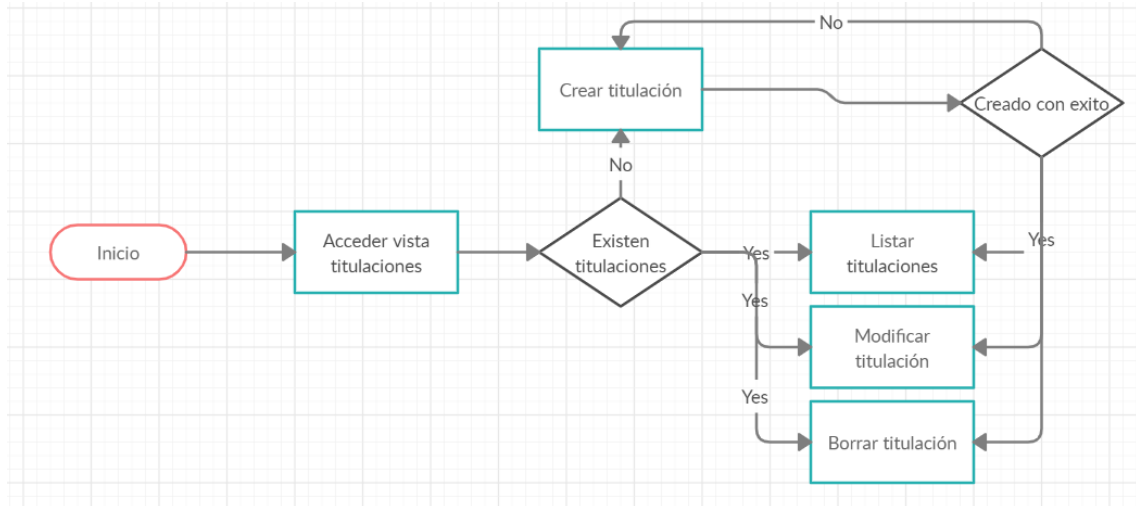 No
Crear titulación
Creado con exito
No
Inicio
Acceder vista
titulaciones
Existen
titulaciones
Yes
Listar
titulaciones
Yes
Yes
Modificar
titulación
Yes
Borrar titulación